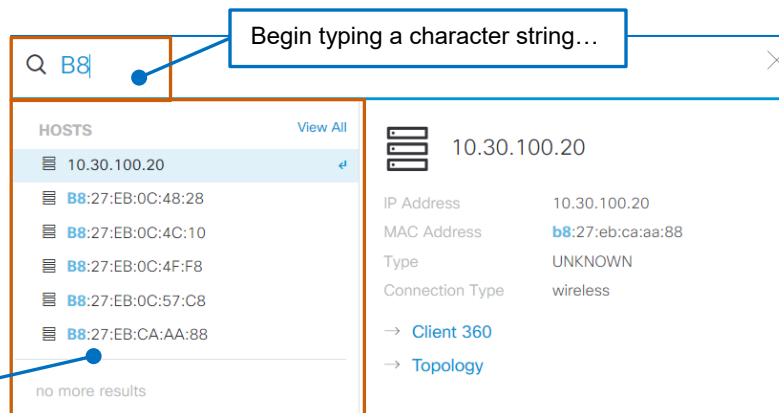 Begin typing a character string…
B8
HOSTS View All
10.30.100.20
B8:27:EB:0C:48:28
B8:27:EB:0C:4C:10
B8:27:EB:0C:4F:F8
B8:27:EB:0C:57:C8
B8:27:EB:CA:AA:88
no more results
10.30.100.20
IP Address 10.30.100.20
MAC Address b8:27:eb:ca:aa:88
Type UNKNOWN
Connection Type wireless
→ Client 360
→ Topology